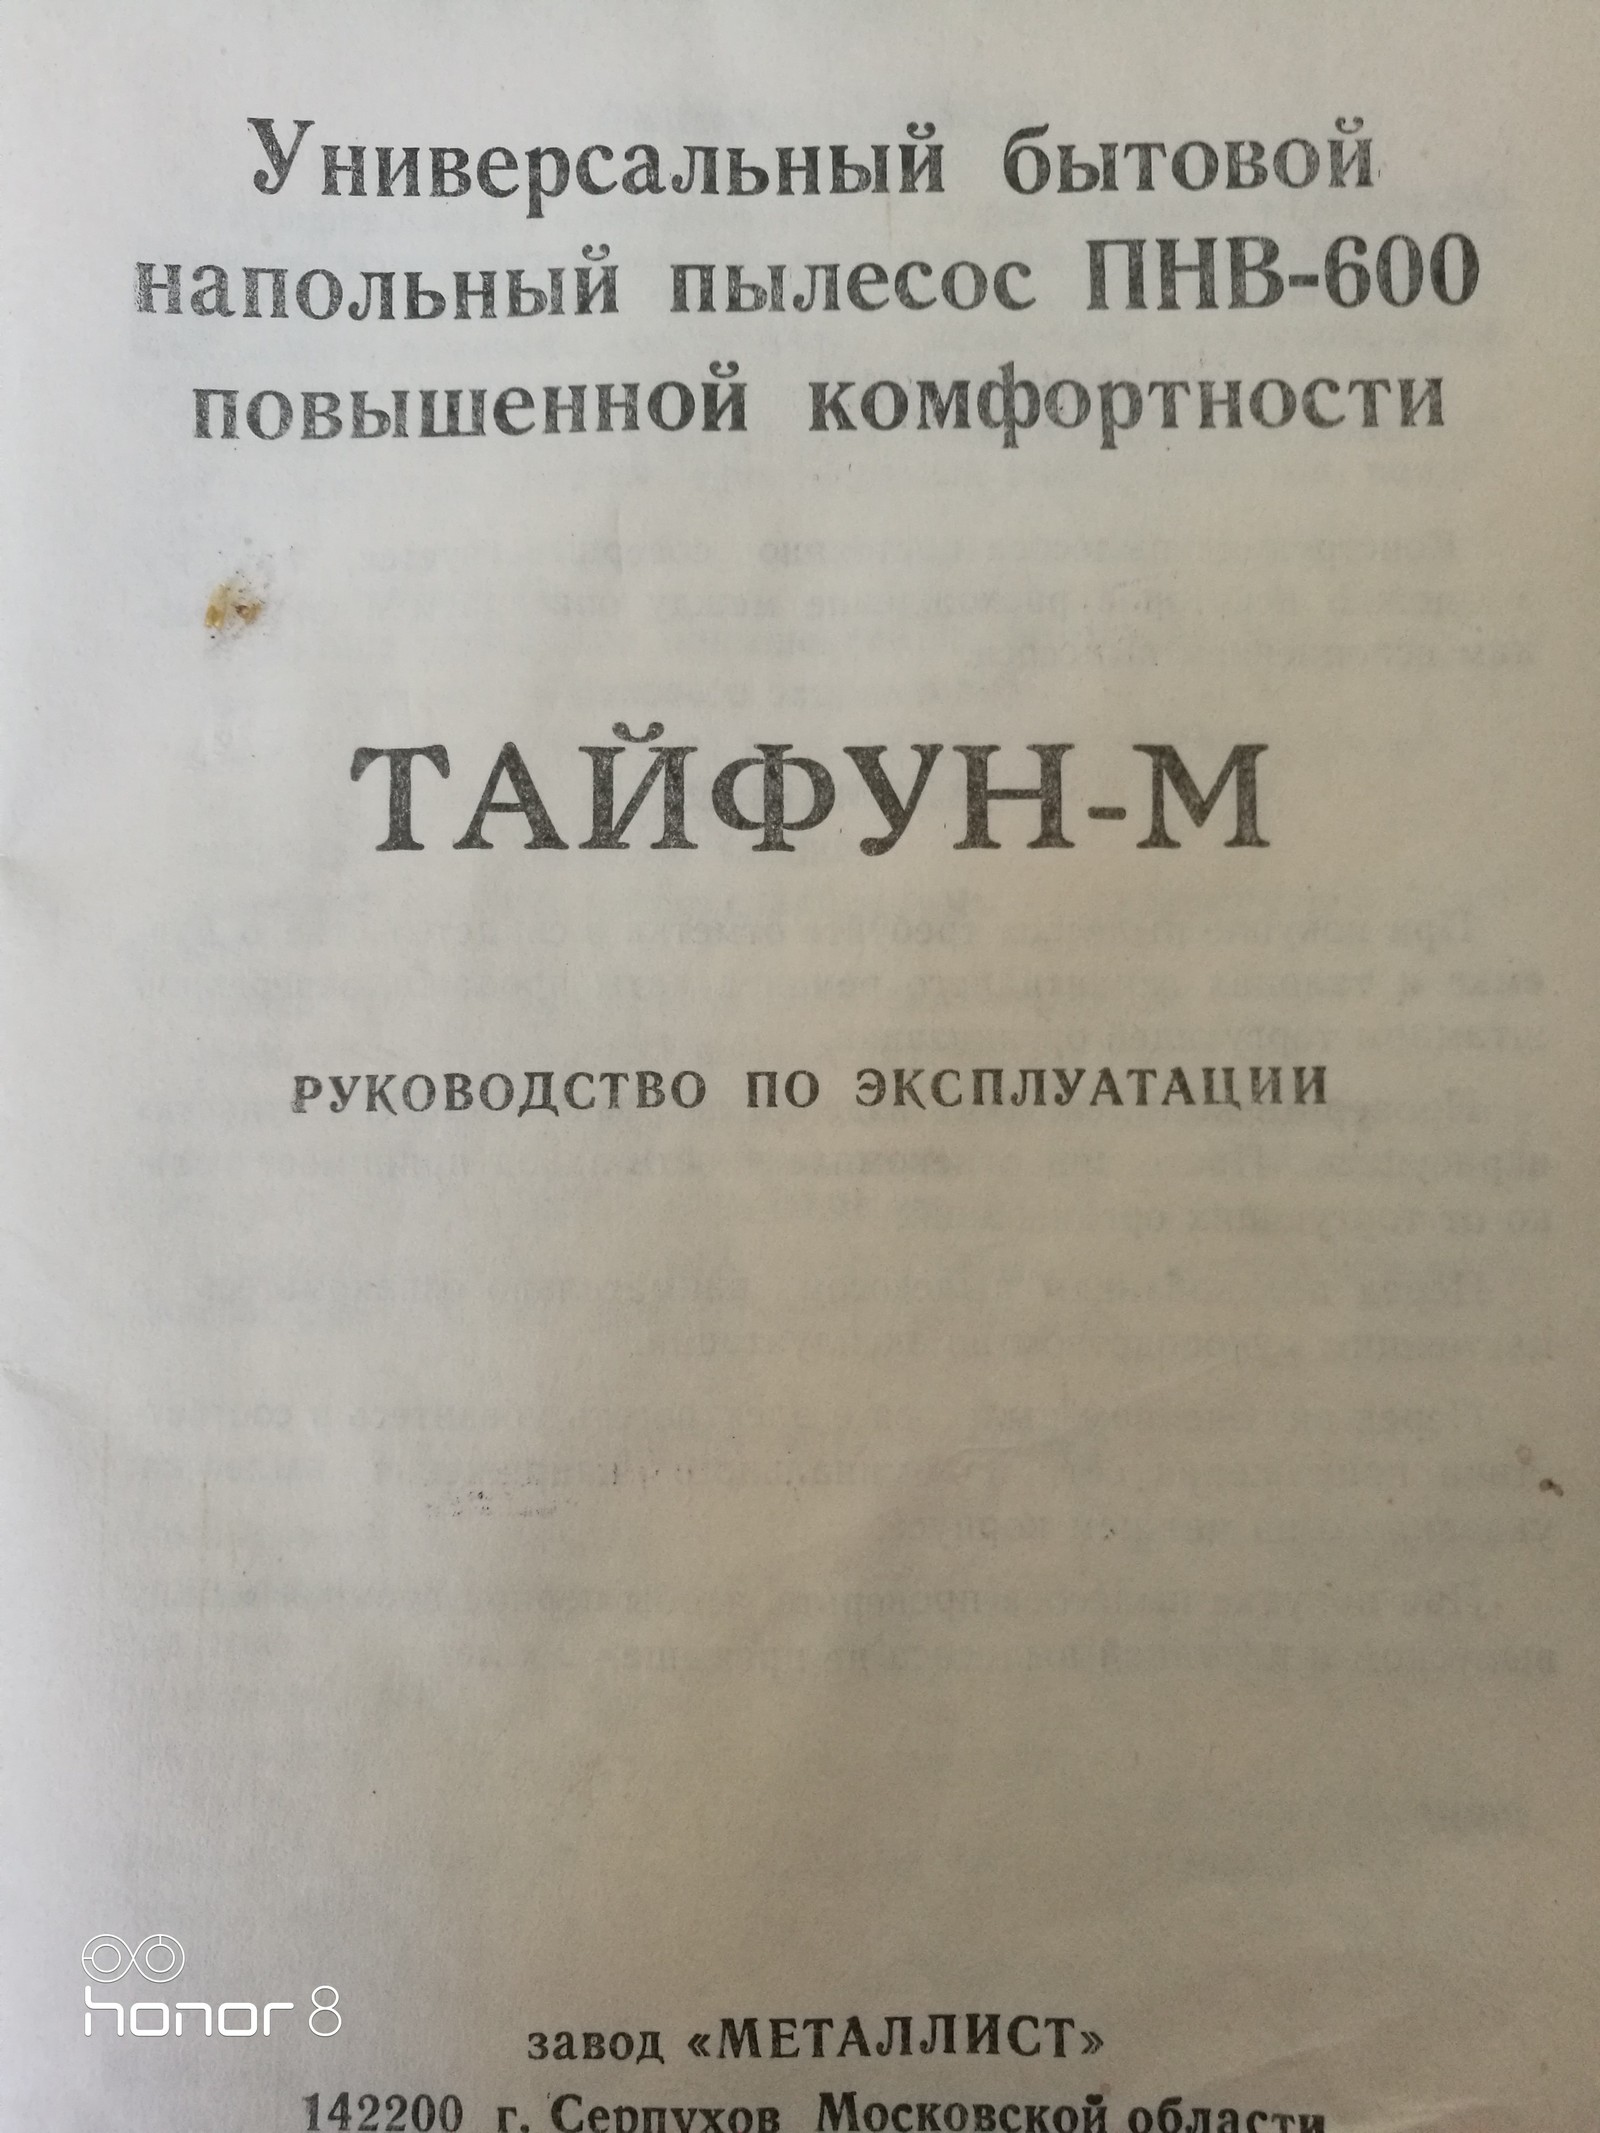 Универсальный бытовой
напольный пылесос ПНВ-600
повышенной комфортности
ТАЙФУН-М
РУКОВОДСТВО ПО ЭКСПЛУАТАЦИИ
завод «МЕТАЛЛИСТ»
142200 г. Серпухов Московской области
honor 8